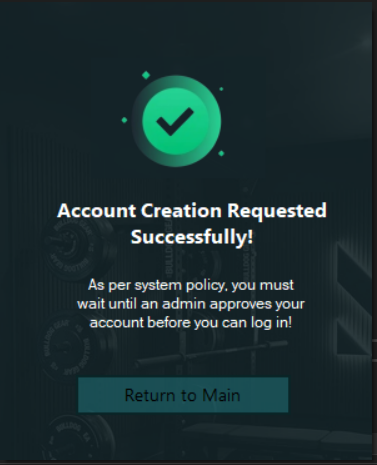 Account Creation Requested
Successfully!
As per system policy, you must
wait until an admin approves your
account before you can log in!
Return to Main